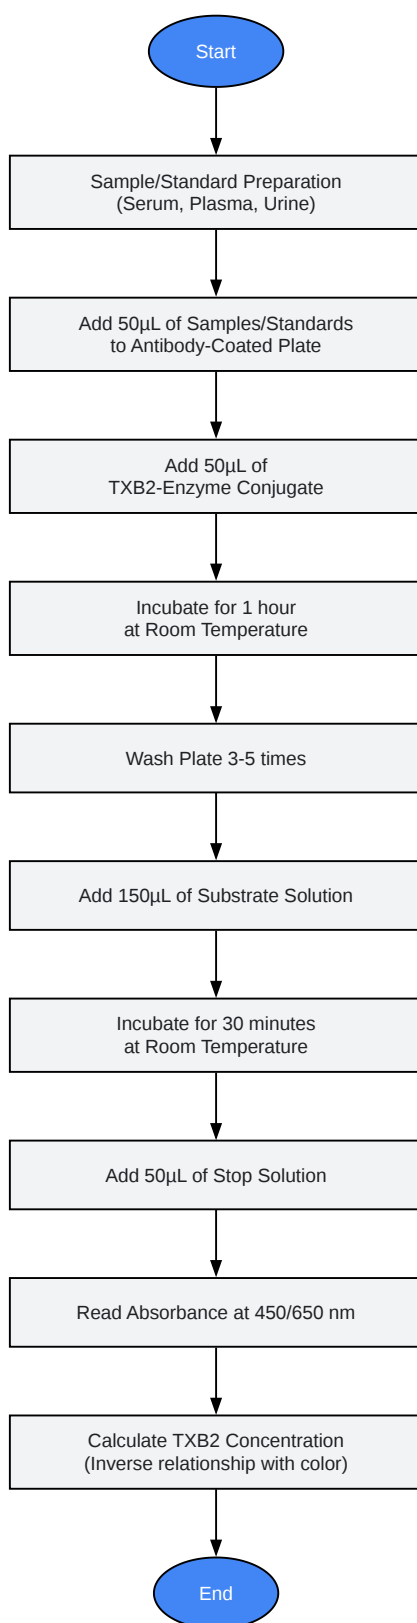 Start
Sample/Standard Preparation
(Serum, Plasma, Urine)
Add 50µL of Samples/Standards
to Antibody-Coated Plate
Add 50µL of
TXB2-Enzyme Conjugate
Incubate for 1 hour
at Room Temperature
Wash Plate 3-5 times
Add 150µL of Substrate Solution
Incubate for 30 minutes
at Room Temperature
Add 50µL of Stop Solution
Read Absorbance at 450/650 nm
Calculate TXB2 Concentration
(Inverse relationship with color)
End